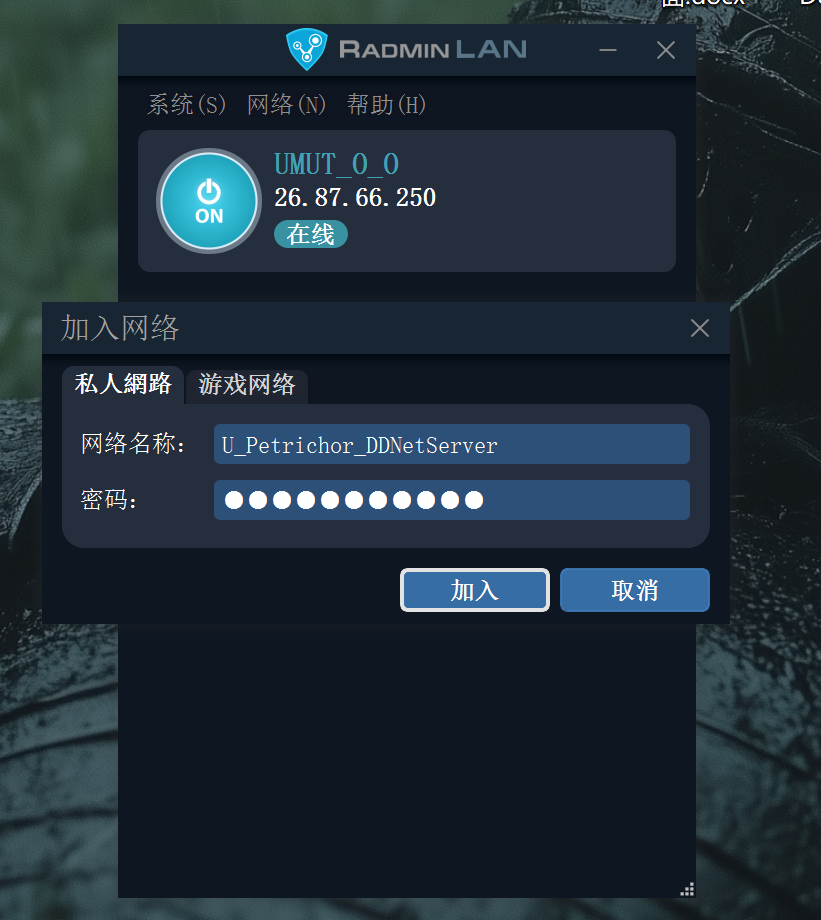 面.docx
RADMIN LAN
系统(S) 网络(N) 帮助(H)
ON
UMUT_O_O
26.87.66.250
在线
加入网络
私人網路 游戏网络
网络名称: U_Petrichor_DDNetServer
密码: ●●●●●●●●●●●
加入 取消